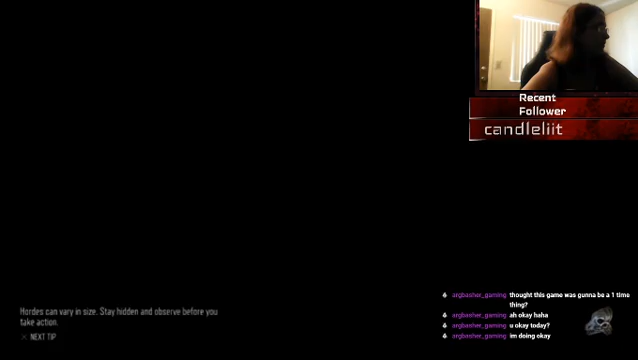 Recent
Follower
candleliit
argbasher_gaming thought this game was gunna be a 1 time
thing?
argbasher_gaming ah okay haha
argbasher_gaming u okay today?
argbasher_gaming im doing okay
Hordes can vary in size. Stay hidden and observe before you
take action.
× NEXT TIP